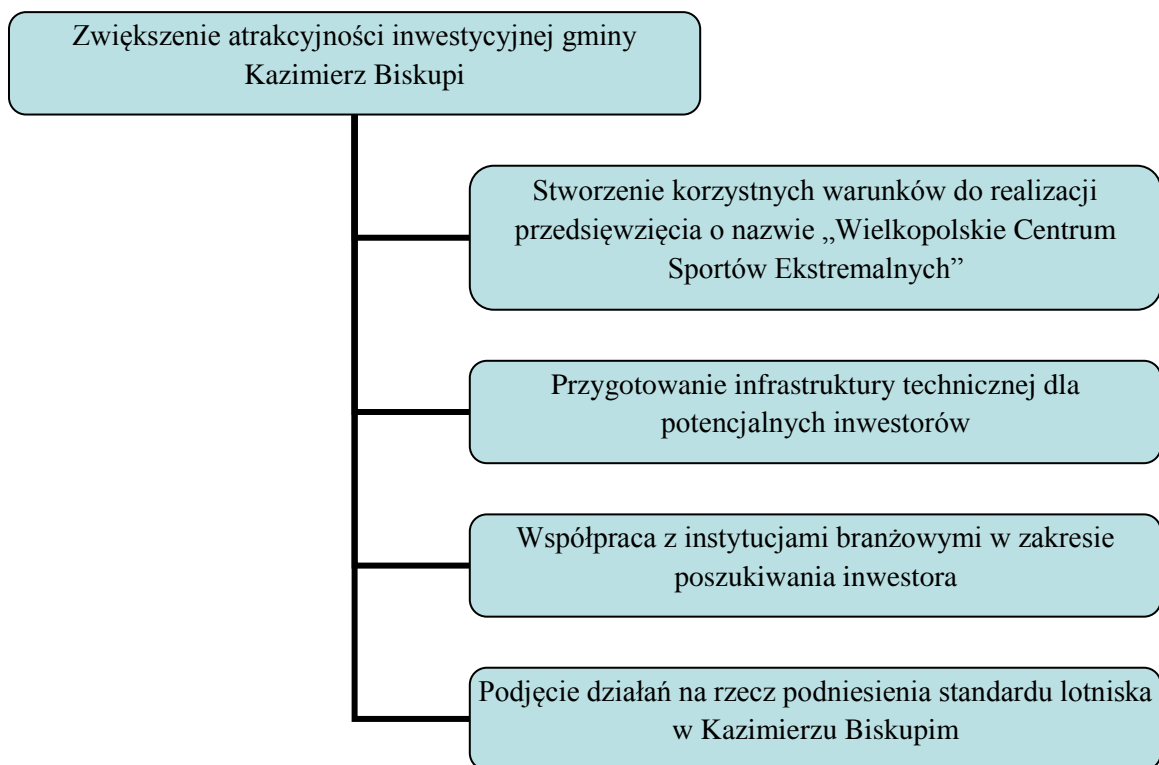 Zwiększenie atrakcyjności inwestycyjnej gminy
Kazimierz Biskupi
Stworzenie korzystnych warunków do realizacji
przedsięwzięcia o nazwie „Wielkopolskie Centrum
Sportów Ekstremalnych”
Przygotowanie infrastruktury technicznej dla
potencjalnych inwestorów
Współpraca z instytucjami branżowymi w zakresie
poszukiwania inwestora
Podjęcie działań na rzecz podniesienia standardu lotniska
w Kazimierzu Biskupim